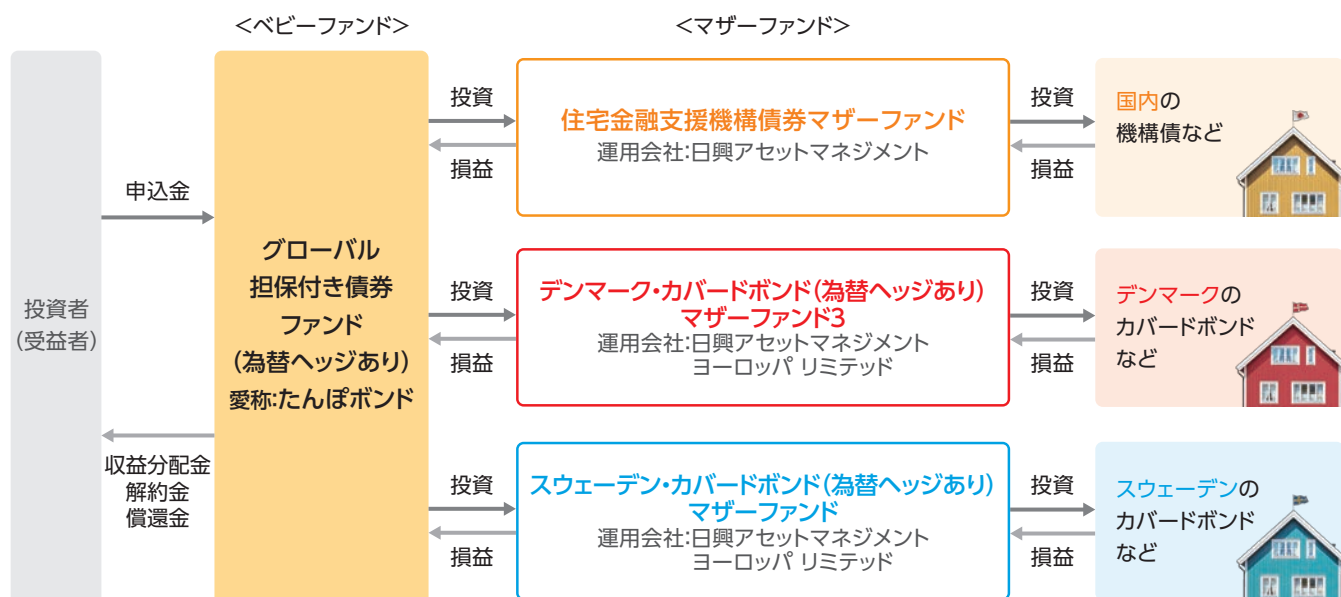 <ベビーファンド>
<マザーファンド>
投資者
(受益者)
申込金
収益分配金
解約金
償還金
グローバル
担保付き債券
ファンド
(為替ヘッジあり)
愛称:たんぽボンド
投資
損益
住宅金融支援機構債券マザーファンド
運用会社:日興アセットマネジメント
投資
損益
国内の
機構債など
投資
損益
デンマーク・カバードボンド(為替ヘッジあり)
マザーファンド3
運用会社:日興アセットマネジメント
ヨーロッパ リミテッド
投資
損益
デンマークの
カバードボンド
など
投資
損益
スウェーデン・カバードボンド(為替ヘッジあり)
マザーファンド
運用会社:日興アセットマネジメント
ヨーロッパ リミテッド
投資
損益
スウェーデンの
カバードボンド
など